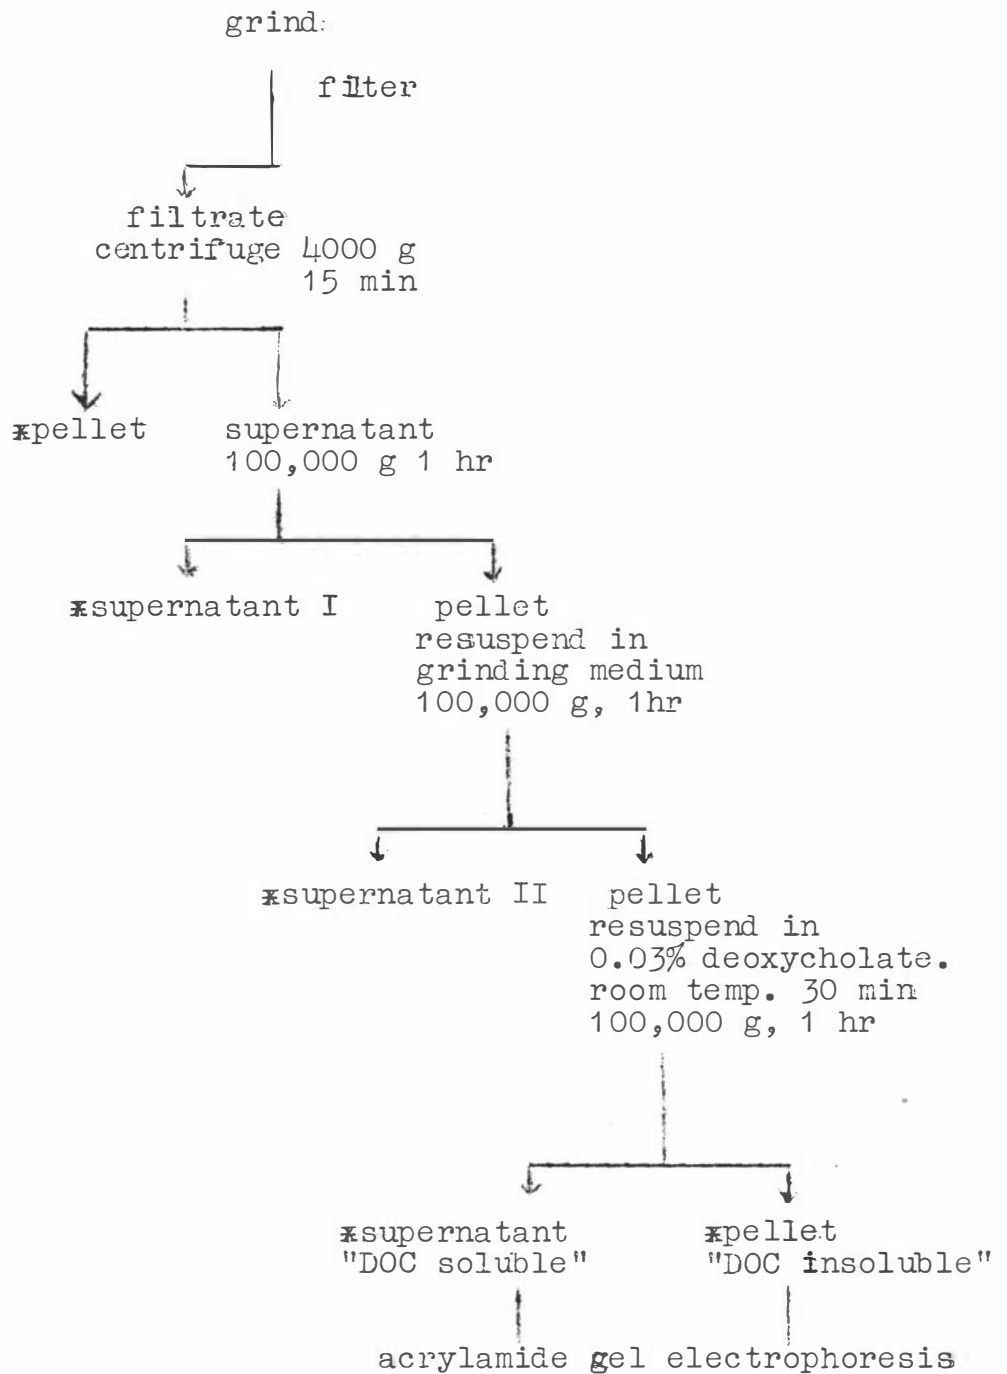 grind
filter
filtrate
centrifuge 4000 g
15 min
*pellet
supernatant
100,000 g 1 hr
*supernatant I
pellet
resuspend in
grinding medium
100,000 g, 1hr
*supernatant II
pellet
resuspend in
0.03% deoxycholate.
room temp. 30 min
100,000 g, 1 hr
*supernatant
"DOC soluble"
*pellet
"DOC insoluble"
acrylamide gel electrophoresis